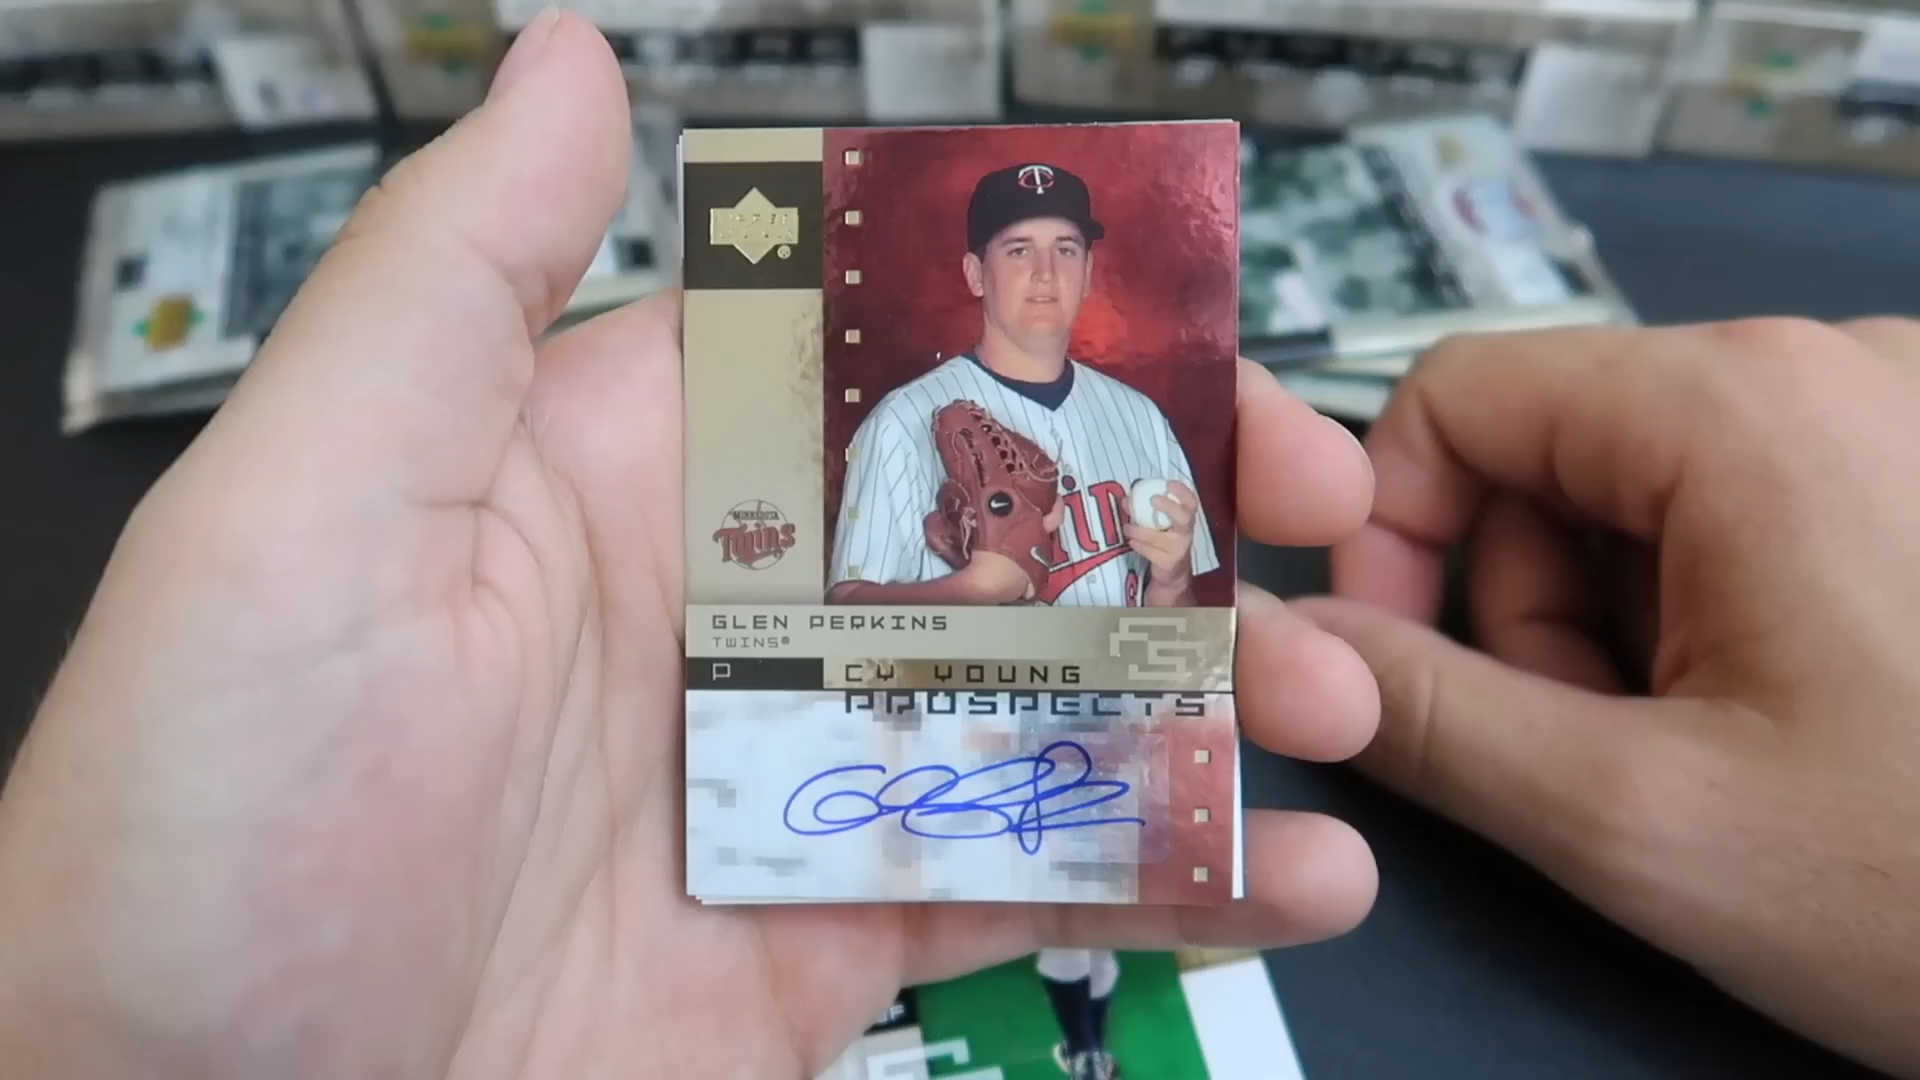 UPPER
DECK
®
T
MINNESOTA
Twins
GLEN PERKINS
TWINS®
P
CY YOUNG
PROSPECTS